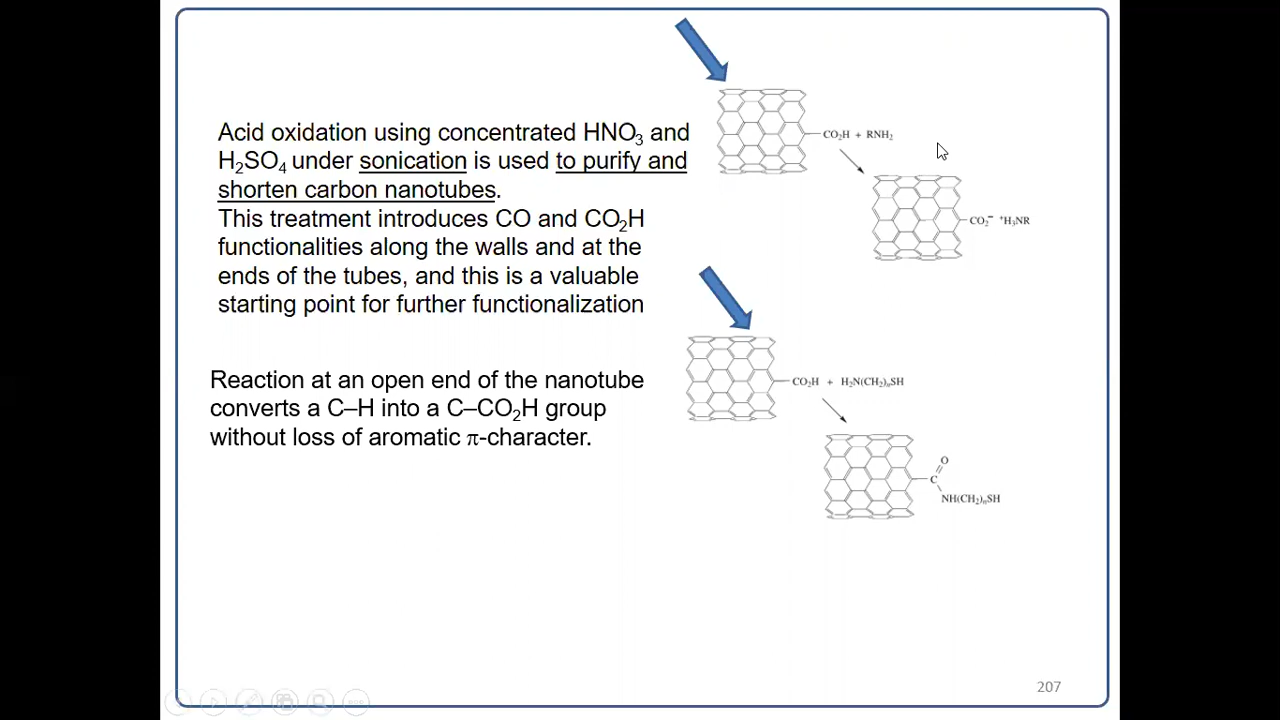 Acid oxidation using concentrated HNO₃ and
H₂SO₄ under sonication is used to purify and
shorten carbon nanotubes.
This treatment introduces CO and CO₂H
functionalities along the walls and at the
ends of the tubes, and this is a valuable
starting point for further functionalization
Reaction at an open end of the nanotube
converts a C–H into a C–CO₂H group
without loss of aromatic π-character.
CO₂H + RNH₂
CO₂⁻ ⁺H₃NR
CO₂H + H₂N(CH₂)ₙSH
O
C
NH(CH₂)ₙSH
207